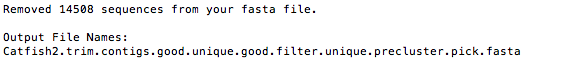 Removed 14508 sequences from your fasta file.
Output File Names:
Catfish2.trim.contigs.good.unique.good.filter.unique.precluster.pick.fasta